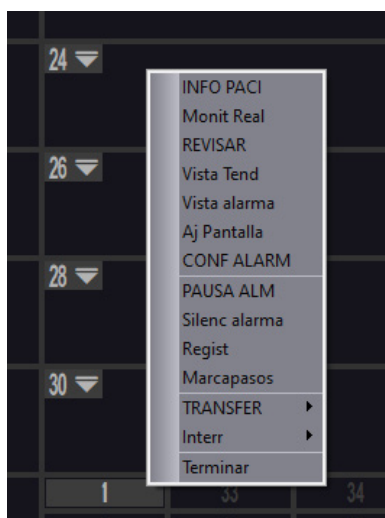 24
INFO PACI
Monit Real
REVISAR
26
Vista Tend
Vista alarma
Aj Pantalla
CONF ALARM
28
PAUSA ALM
Silenc alarma
Regist
30
Marcapasos
TRANSFER
Interr
Terminar
1 33 34